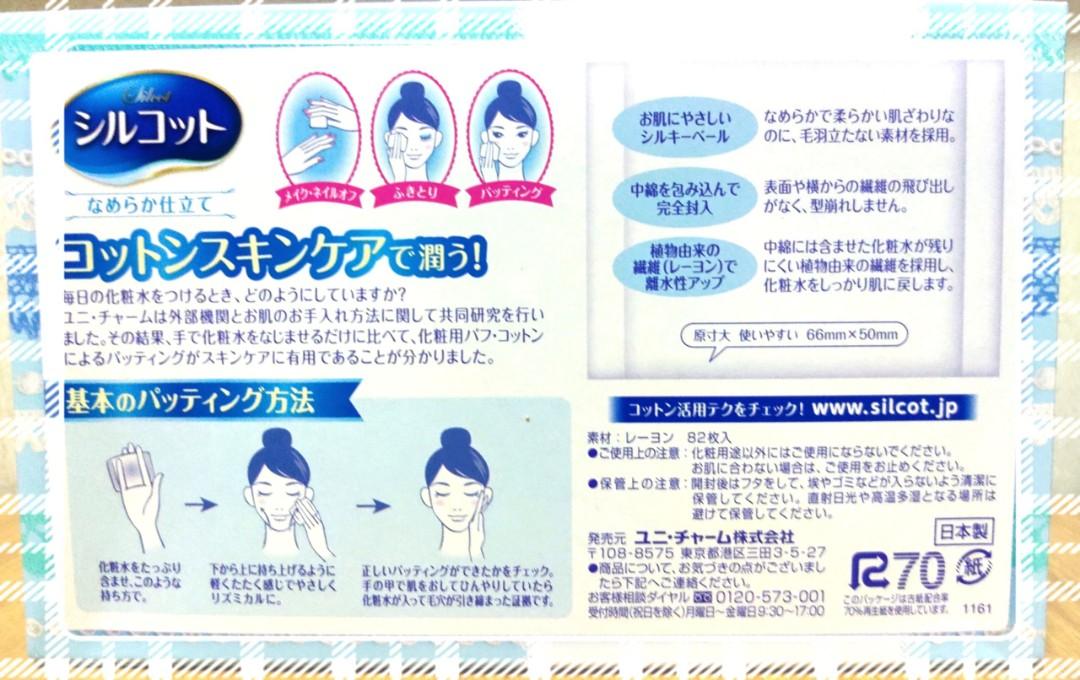 Silcot
シルコット
なめらか仕立て
メイク・ネイルオフ
ふきとり
パッティング
コットンスキンケアで潤う!
毎日の化粧水をつけるとき、どのようにしていますか?
ユニ・チャームは外部機関とお肌のお手入れ方法に関して共同研究を行い
ました。その結果、手で化粧水をなじませるだけに比べて、化粧用パフ・コットン
によるパッティングがスキンケアに有用であることが分かりました。
基本のパッティング方法
化粧水をたっぷり
含ませ、このような
持ち方で。
下から上に持ち上げるように
軽くたたく感じでやさしく
リズミカルに。
正しいパッティングができたかをチェック。
手の甲で肌をおしてひんやりしていたら
化粧水が入って毛穴が引き締まった証拠です。
お肌にやさしい
シルキーベール
なめらかで柔らかい肌ざわりな
のに、毛羽立たない素材を採用。
中綿を包み込んで
完全封入
表面や横からの繊維の飛び出し
がなく、型崩れしません。
植物由来の
繊維(レーヨン)で
離水性アップ
中綿には含ませた化粧水が残り
にくい植物由来の繊維を採用し、
化粧水をしっかり肌に戻します。
原寸大 使いやすい 66mm×50mm
コットン活用テクをチェック! www.silcot.jp
素材:レーヨン 82枚入
●ご使用上の注意:化粧用途以外にはご使用にならないでください。
お肌に合わない場合は、ご使用をお止めください。
●保管上の注意:開封後はフタをして、埃やゴミなどが入らないよう清潔に
保管してください。直射日光や高温多湿となる場所は
避けて保管してください。
発売元 ユニ・チャーム株式会社
〒108-8575 東京都港区三田3-5-27
●商品について、お気づきの点がございまし
たら下記へご連絡ください。
お客様相談ダイヤル 0120-573-001
受付時間(祝日を除く)月曜日〜金曜日9:30〜17:00
日本製
R70
紙
このパッケージは古紙配合率
70%再生紙を使用しています。
1161